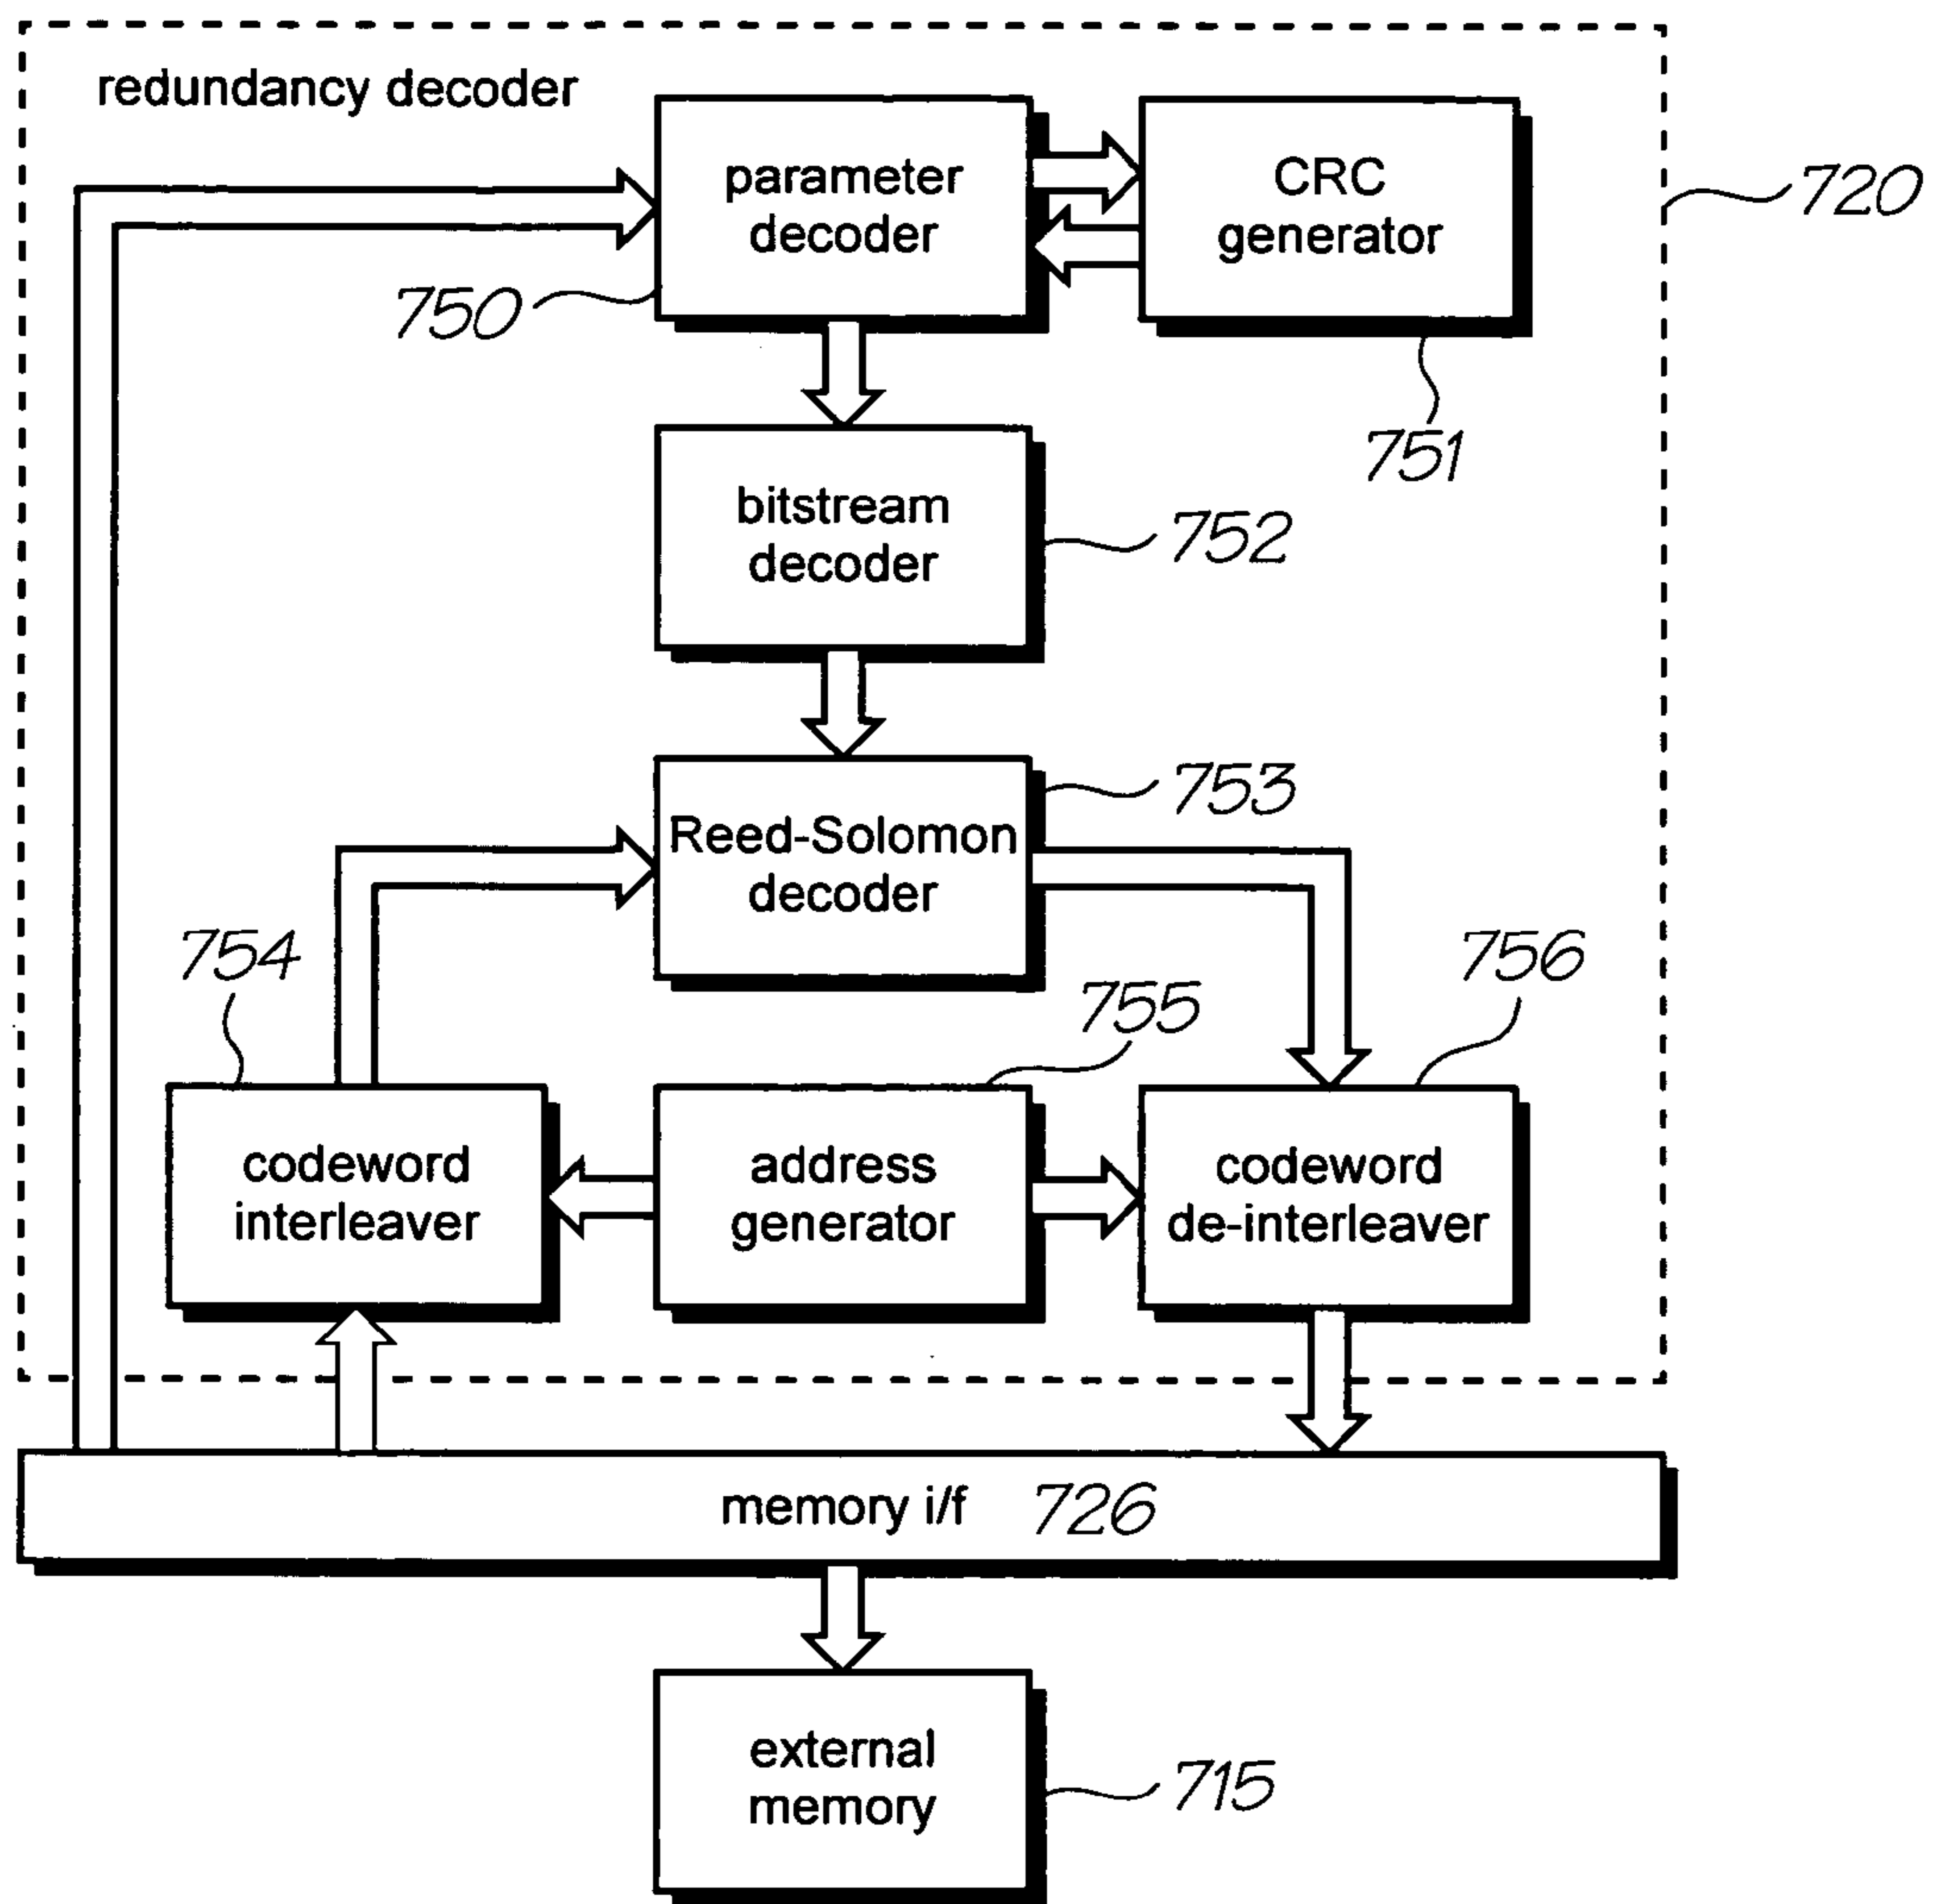 redundancy decoder
parameter
decoder
CRC
generator
720
750
751
bitstream
decoder
752
753
Reed-Solomon
decoder
754
755
756
codeword
interleaver
address
generator
codeword
de-interleaver
memory i/f 726
external
memory
715